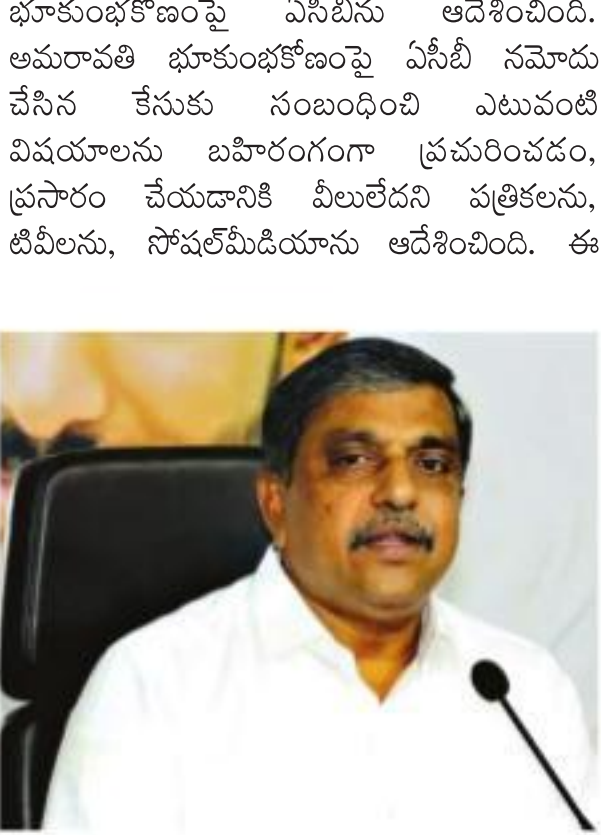 భూకుంభకోణంపై ఏసిబిను ఆదేశించింది.
అమరావతి భూకుంభకోణంపై ఏసీబీ నమోదు
చేసిన కేసుకు సంబంధించి ఎటువంటి
విషయాలను బహిరంగంగా ప్రచురించడం,
ప్రసారం చేయడానికి వీలులేదని పత్రికలను,
టివీలను, సోషల్‌మీడియాను ఆదేశించింది. ఈ